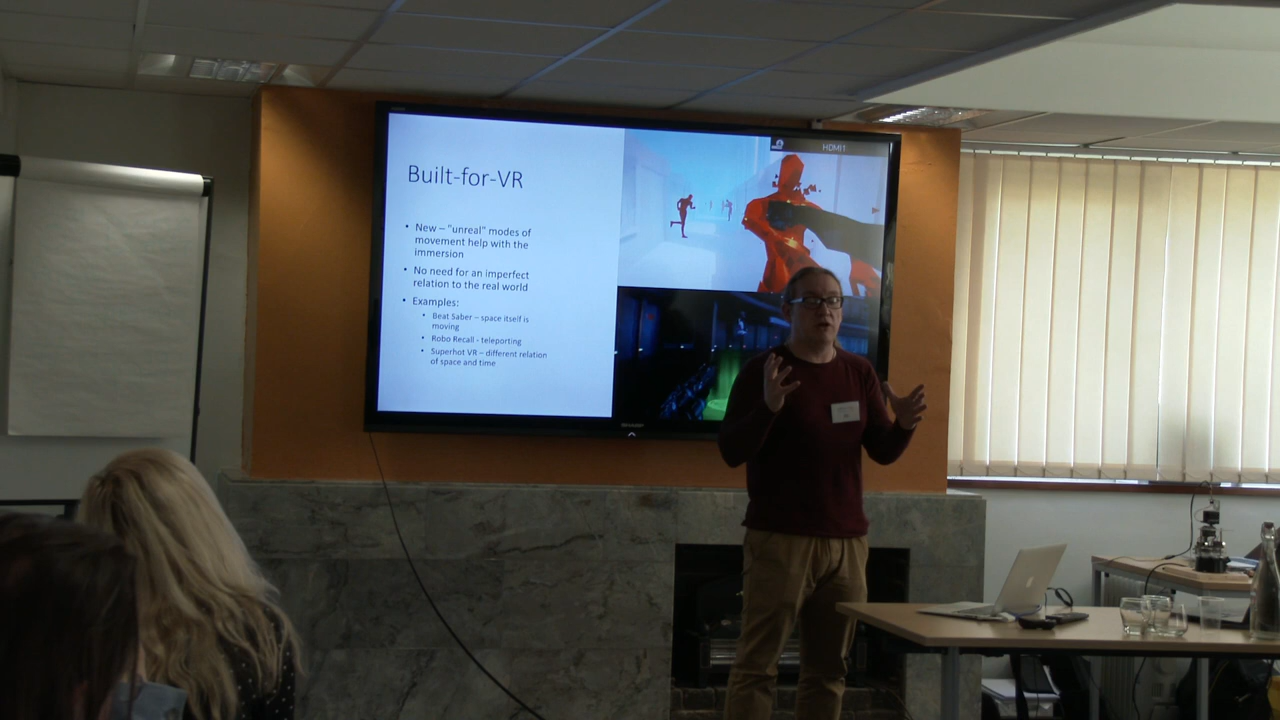 Built-for-VR
HDMI1
• New – "unreal" modes of
movement help with the
immersion
• No need for an imperfect
relation to the real world
• Examples:
• Beat Saber – space itself is
moving
• Robo Recall - teleporting
• Superhot VR – different relation
of space and time
SHARP